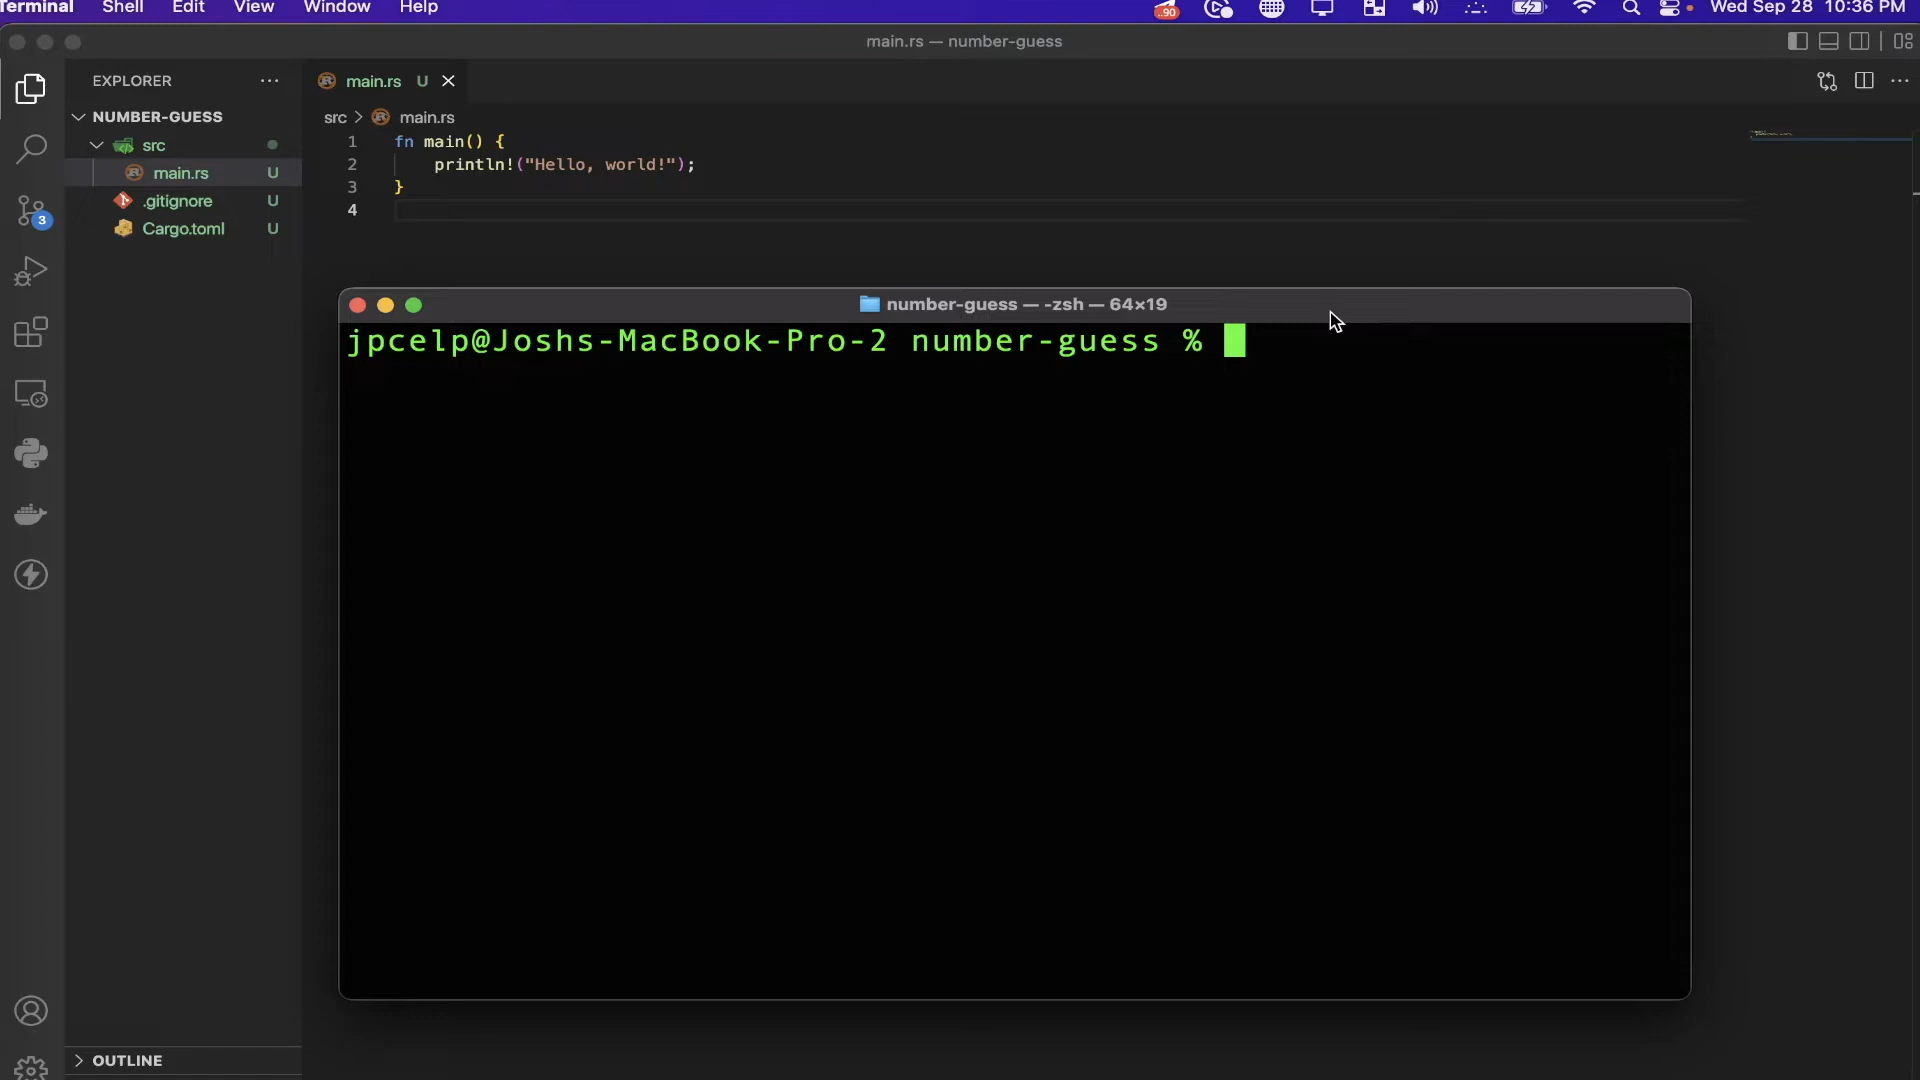 Terminal Shell Edit View Window Help ..90 Wed Sep 28 10:36 PM
main.rs — number-guess
EXPLORER ···
main.rs U
NUMBER-GUESS
src > main.rs
src
main.rs U
.gitignore U
Cargo.toml U
3
1 fn main() {
2 println!("Hello, world!");
3 }
4
number-guess — -zsh — 64×19
jpcelp@Joshs-MacBook-Pro-2 number-guess %
OUTLINE